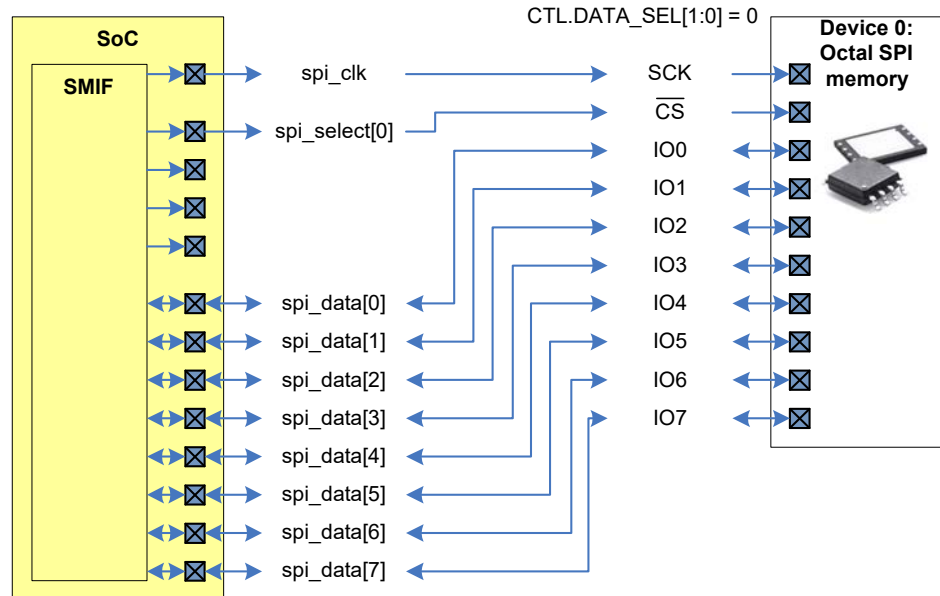 CTL.DATA_SEL[1:0] = 0
SoC
SMIF
Device 0:
Octal SPI
memory
spi_clk
SCK
spi_select[0]
CS
IO0
IO1
IO2
IO3
spi_data[0]
IO4
spi_data[1]
IO5
spi_data[2]
IO6
spi_data[3]
IO7
spi_data[4]
spi_data[5]
spi_data[6]
spi_data[7]